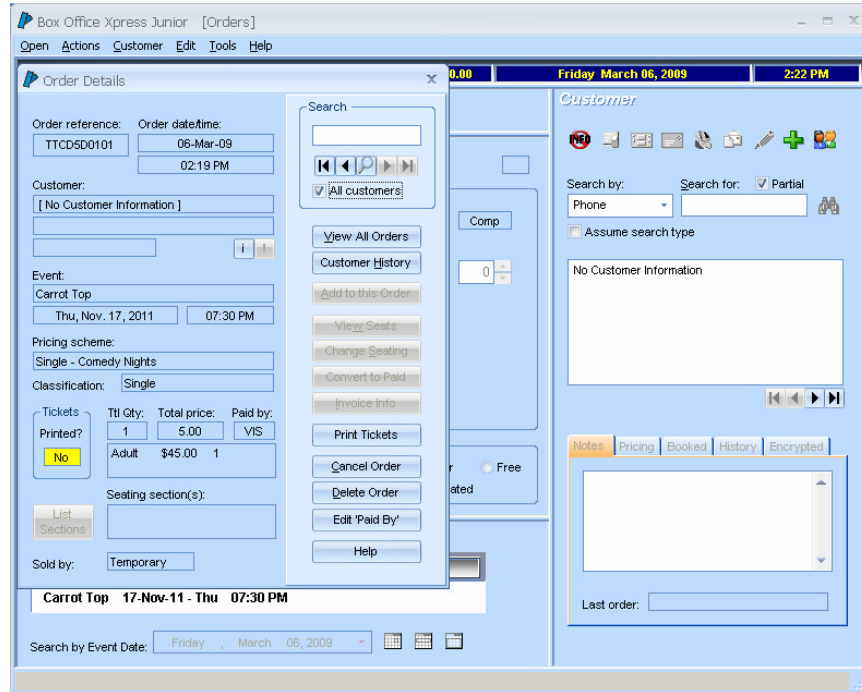 Box Office Xpress Junior [Orders]
Open Actions Customer Edit Tools Help
Order Details
0.00 Friday March 06, 2009 2:22 PM
Order reference: Order date/time:
TTCD5D0101 06-Mar-09
02:19 PM
Customer:
[ No Customer Information ]
i !
Event:
Carrot Top
Thu, Nov. 17, 2011 07:30 PM
Pricing scheme:
Single - Comedy Nights
Classification: Single
Tickets Ttl Qty: Total price: Paid by:
Printed? 1 5.00 VIS
No Adult $45.00 1
Seating section(s):
List
Sections
Sold by: Temporary
Search
All customers
View All Orders
Customer History
Add to this Order
View Seats
Change Seating
Convert to Paid
Invoice Info
Print Tickets
Cancel Order
Delete Order
Edit 'Paid By'
Help
Comp
0
r Free
ated
Carrot Top 17-Nov-11 - Thu 07:30 PM
Search by Event Date: Friday , March 06, 2009
Customer
INFO
Search by: Search for: Partial
Phone
Assume search type
No Customer Information
Notes Pricing Booked History Encrypted
Last order: